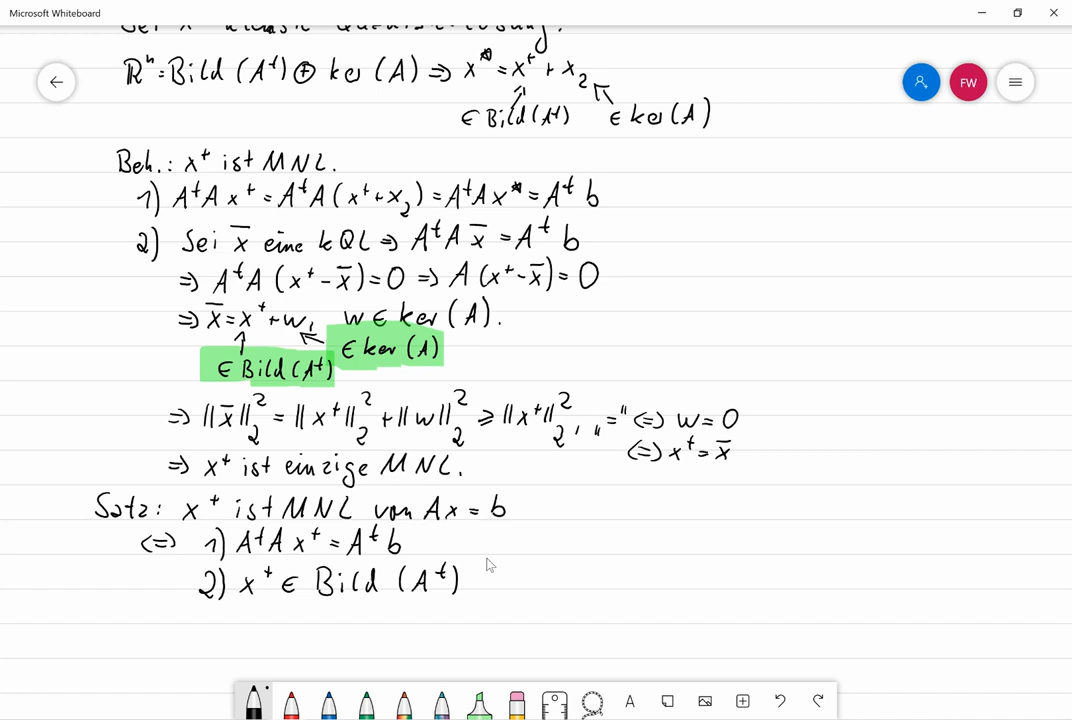 Microsoft Whiteboard
FW
ℝⁿ = Bild (Aᵗ) ⊕ ker (A) ⇒ x* = x⁺ + x₂
∈ Bild (Aᵗ) ∈ ker (A)
Beh.: x⁺ ist MNL.
1) AᵗA x⁺ = AᵗA (x⁺ + x₂) = AᵗA x* = Aᵗ b
2) Sei x̅ eine kQL ⇒ AᵗA x̅ = Aᵗ b
⇒ AᵗA (x⁺ - x̅) = 0 ⇒ A (x⁺ - x̅) = 0
⇒ x̅ = x⁺ + w, w ∈ ker (A).
∈ ker (A)
∈ Bild (Aᵗ)
⇒ ||x̅||₂² = ||x⁺||₂² + ||w||₂² ≥ ||x⁺||₂², „=" ⇔ w = 0
⇔ x⁺ = x̅
⇒ x⁺ ist einzige MNL.
Satz: x⁺ ist MNL von Ax = b
⇔ 1) AᵗA x⁺ = Aᵗ b
2) x⁺ ∈ Bild (Aᵗ)
A